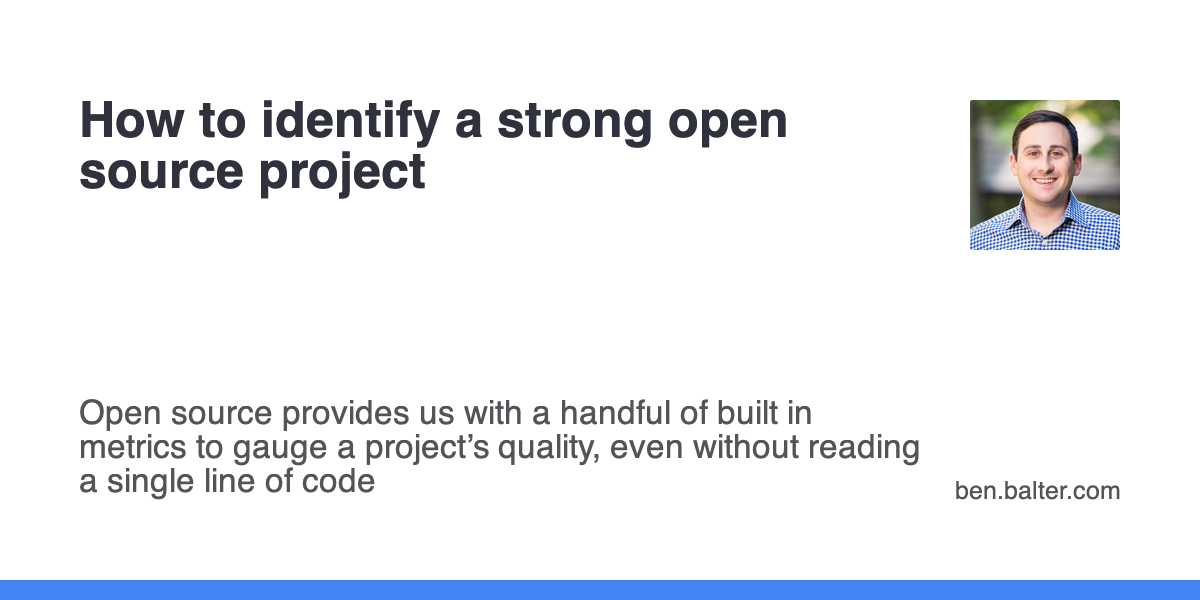 How to identify a strong open
source project
Open source provides us with a handful of built in
metrics to gauge a project’s quality, even without reading
a single line of code
ben.balter.com